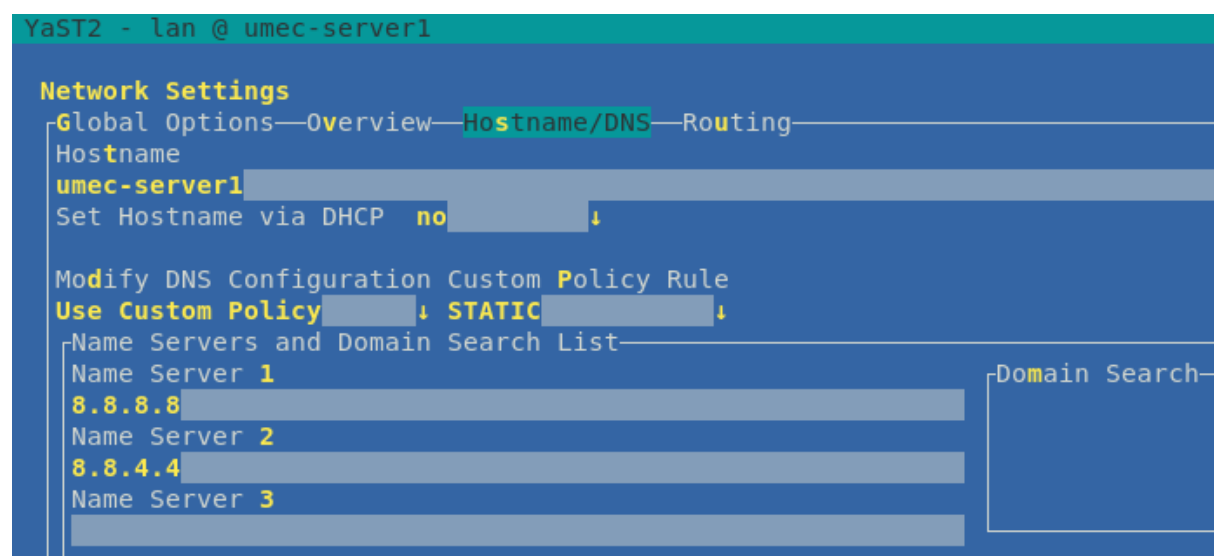 YaST2 - lan @ umec-server1
Network Settings
Global Options Overview Hostname/DNS Routing
Hostname
umec-server1
Set Hostname via DHCP no ↓
Modify DNS Configuration Custom Policy Rule
Use Custom Policy ↓ STATIC ↓
Name Servers and Domain Search List
Name Server 1
8.8.8.8
Name Server 2
8.8.4.4
Name Server 3
Domain Search